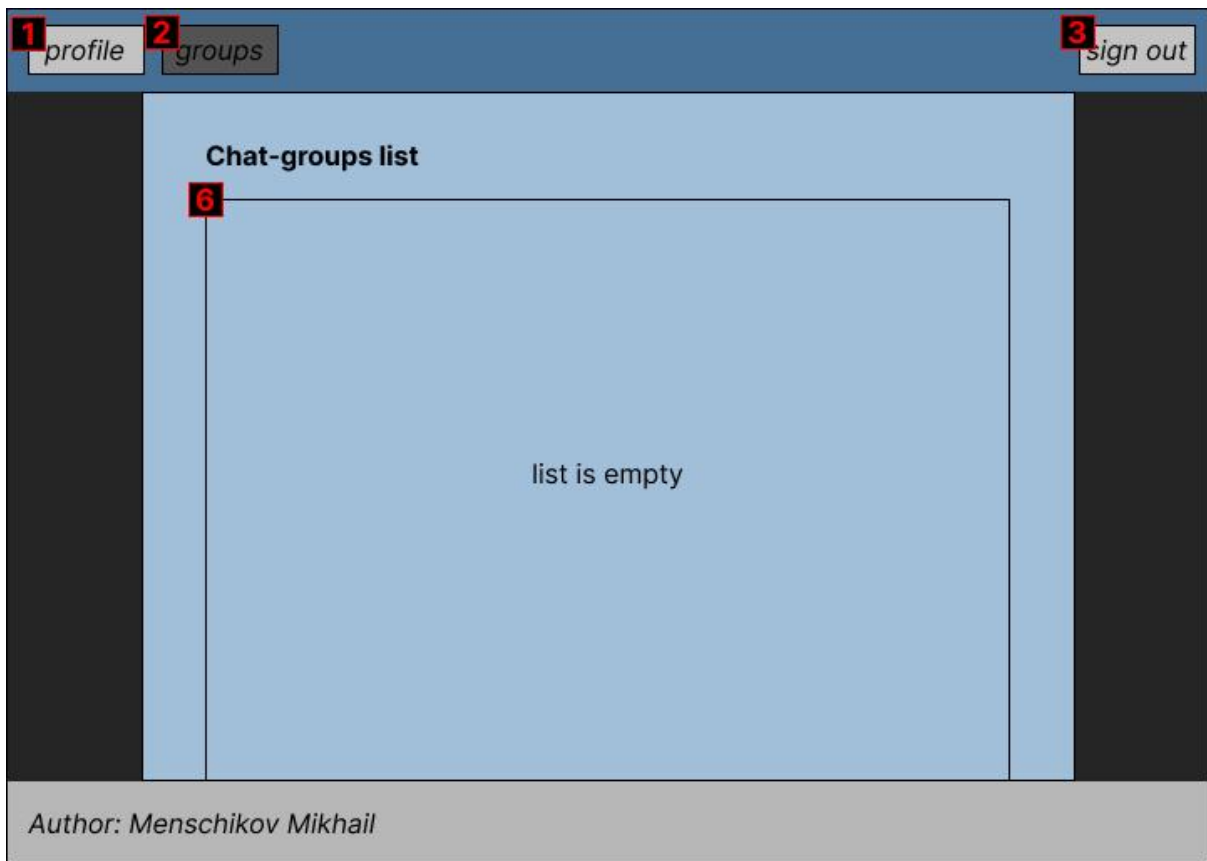 1 profile 2 groups 3 sign out
Chat-groups list
6
list is empty
Author: Menschikov Mikhail